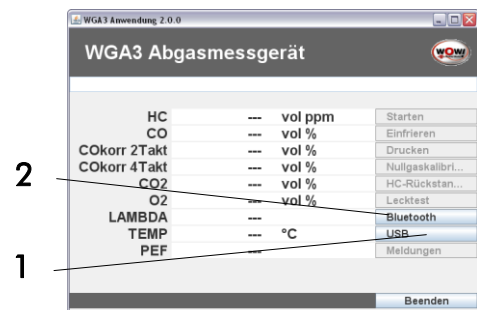 WGA3 Anwendung 2.0.0
WGA3 Abgasmessgerät
WOW!
HC --- vol ppm Starten
CO --- vol % Einfrieren
COkorr 2Takt --- vol % Drucken
COkorr 4Takt --- vol % Nullgaskalibri...
2
CO2 --- vol % HC-Rückstan...
O2 --- vol % Lecktest
LAMBDA --- Bluetooth
TEMP --- °C USB
1
PEF --- Meldungen
Beenden